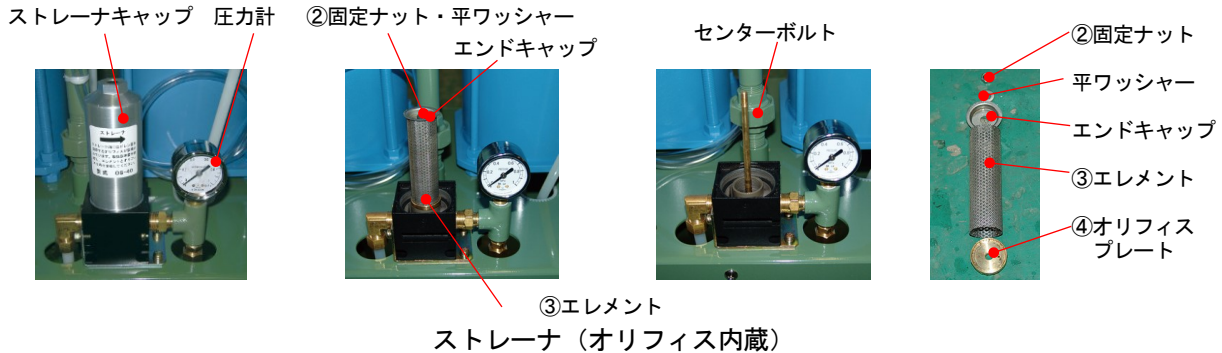 ストレーナキャップ
圧力計
②固定ナット・平ワッシャー
エンドキャップ
センターボルト
②固定ナット
平ワッシャー
エンドキャップ
③エレメント
④オリフィス
プレート
ストレーナ
③エレメント
ストレーナ（オリフィス内蔵）